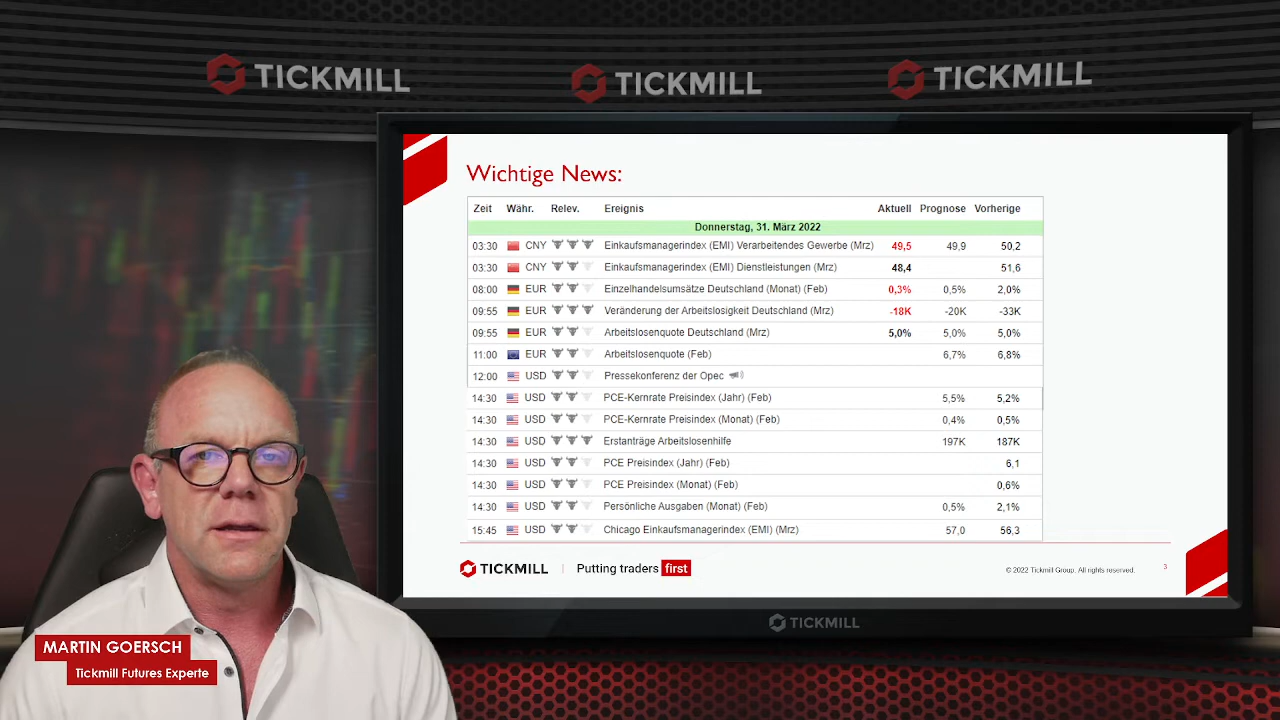 TICKMILL
TICKMILL
TICKMILL
Wichtige News:
Zeit Währ. Relev. Ereignis Aktuell Prognose Vorherige
Donnerstag, 31. März 2022
03:30 CNY Einkaufsmanagerindex (EMI) Verarbeitendes Gewerbe (Mrz) 49,5 49,9 50,2
03:30 CNY Einkaufsmanagerindex (EMI) Dienstleistungen (Mrz) 48,4 51,6
08:00 EUR Einzelhandelsumsätze Deutschland (Monat) (Feb) 0,3% 0,5% 2,0%
09:55 EUR Veränderung der Arbeitslosigkeit Deutschland (Mrz) -18K -20K -33K
09:55 EUR Arbeitslosenquote Deutschland (Mrz) 5,0% 5,0% 5,0%
11:00 EUR Arbeitslosenquote (Feb) 6,7% 6,8%
12:00 USD Pressekonferenz der Opec
14:30 USD PCE-Kernrate Preisindex (Jahr) (Feb) 5,5% 5,2%
14:30 USD PCE-Kernrate Preisindex (Monat) (Feb) 0,4% 0,5%
14:30 USD Erstanträge Arbeitslosenhilfe 197K 187K
14:30 USD PCE Preisindex (Jahr) (Feb) 6,1
14:30 USD PCE Preisindex (Monat) (Feb) 0,6%
14:30 USD Persönliche Ausgaben (Monat) (Feb) 0,5% 2,1%
15:45 USD Chicago Einkaufsmanagerindex (EMI) (Mrz) 57,0 56,3
TICKMILL Putting traders first
© 2022 Tickmill Group. All rights reserved. 3
TICKMILL
MARTIN GOERSCH
Tickmill Futures Experte